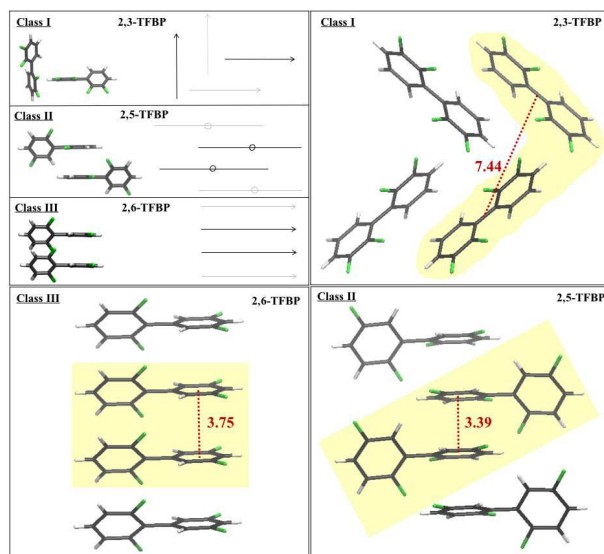 Class I 2,3-TFBP
Class II 2,5-TFBP
Class III 2,6-TFBP
Class I 2,3-TFBP
7.44
Class III 2,6-TFBP
3.75
Class II 2,5-TFBP
3.39